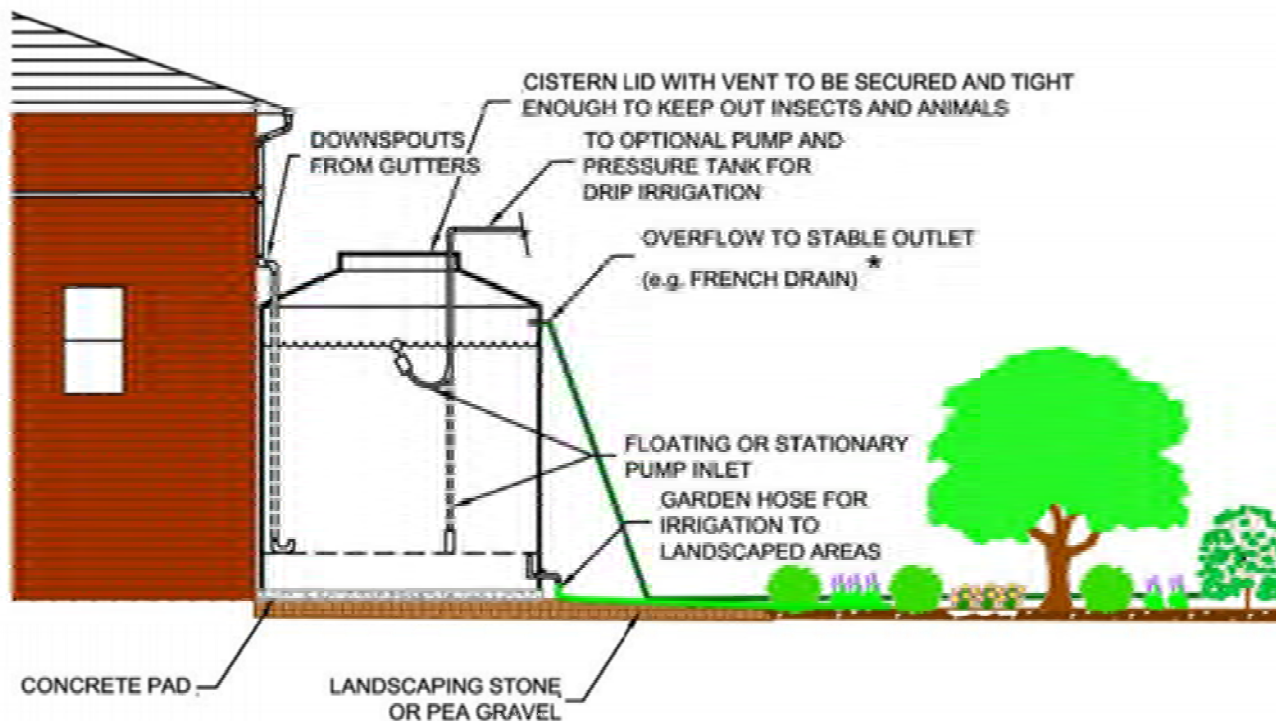 CISTERN LID WITH VENT TO BE SECURED AND TIGHT
ENOUGH TO KEEP OUT INSECTS AND ANIMALS
DOWNSPOUTS
FROM GUTTERS
TO OPTIONAL PUMP AND
PRESSURE TANK FOR
DRIP IRRIGATION
OVERFLOW TO STABLE OUTLET
(e.g. FRENCH DRAIN) *
FLOATING OR STATIONARY
PUMP INLET
GARDEN HOSE FOR
IRRIGATION TO
LANDSCAPED AREAS
CONCRETE PAD
LANDSCAPING STONE
OR PEA GRAVEL